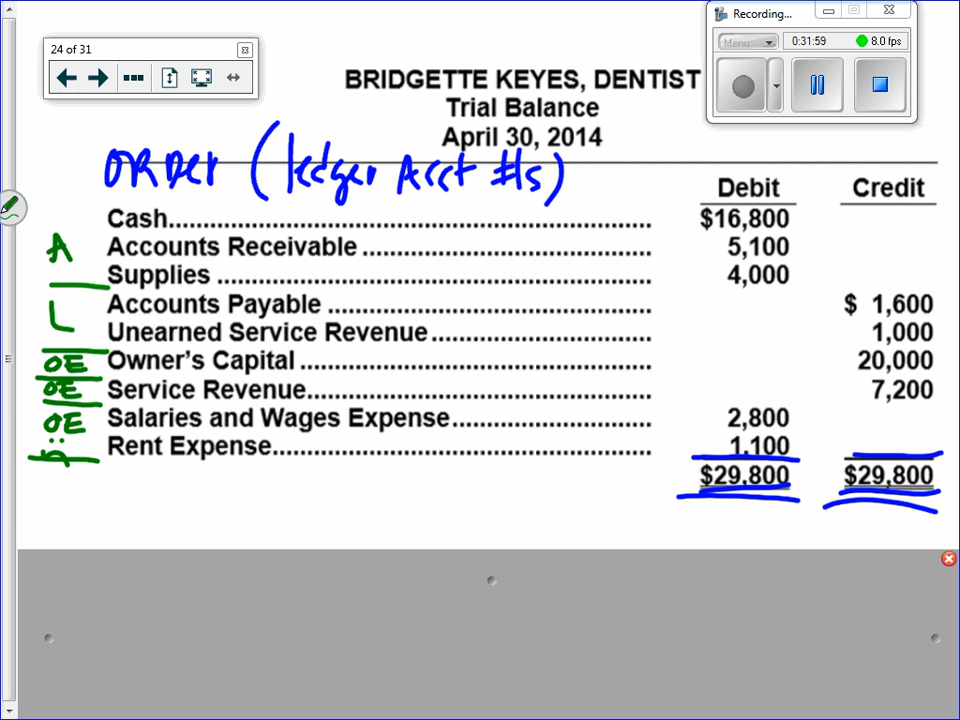 24 of 31
Recording...
Menu
0:31:59
8.0 fps
BRIDGETTE KEYES, DENTIST
Trial Balance
April 30, 2014
ORDER (ledger Acct #'s)
Debit Credit
Cash $16,800
A Accounts Receivable 5,100
Supplies 4,000
L Accounts Payable $ 1,600
Unearned Service Revenue 1,000
OE Owner's Capital 20,000
OE Service Revenue 7,200
OE Salaries and Wages Expense 2,800
Rent Expense 1,100
$29,800 $29,800